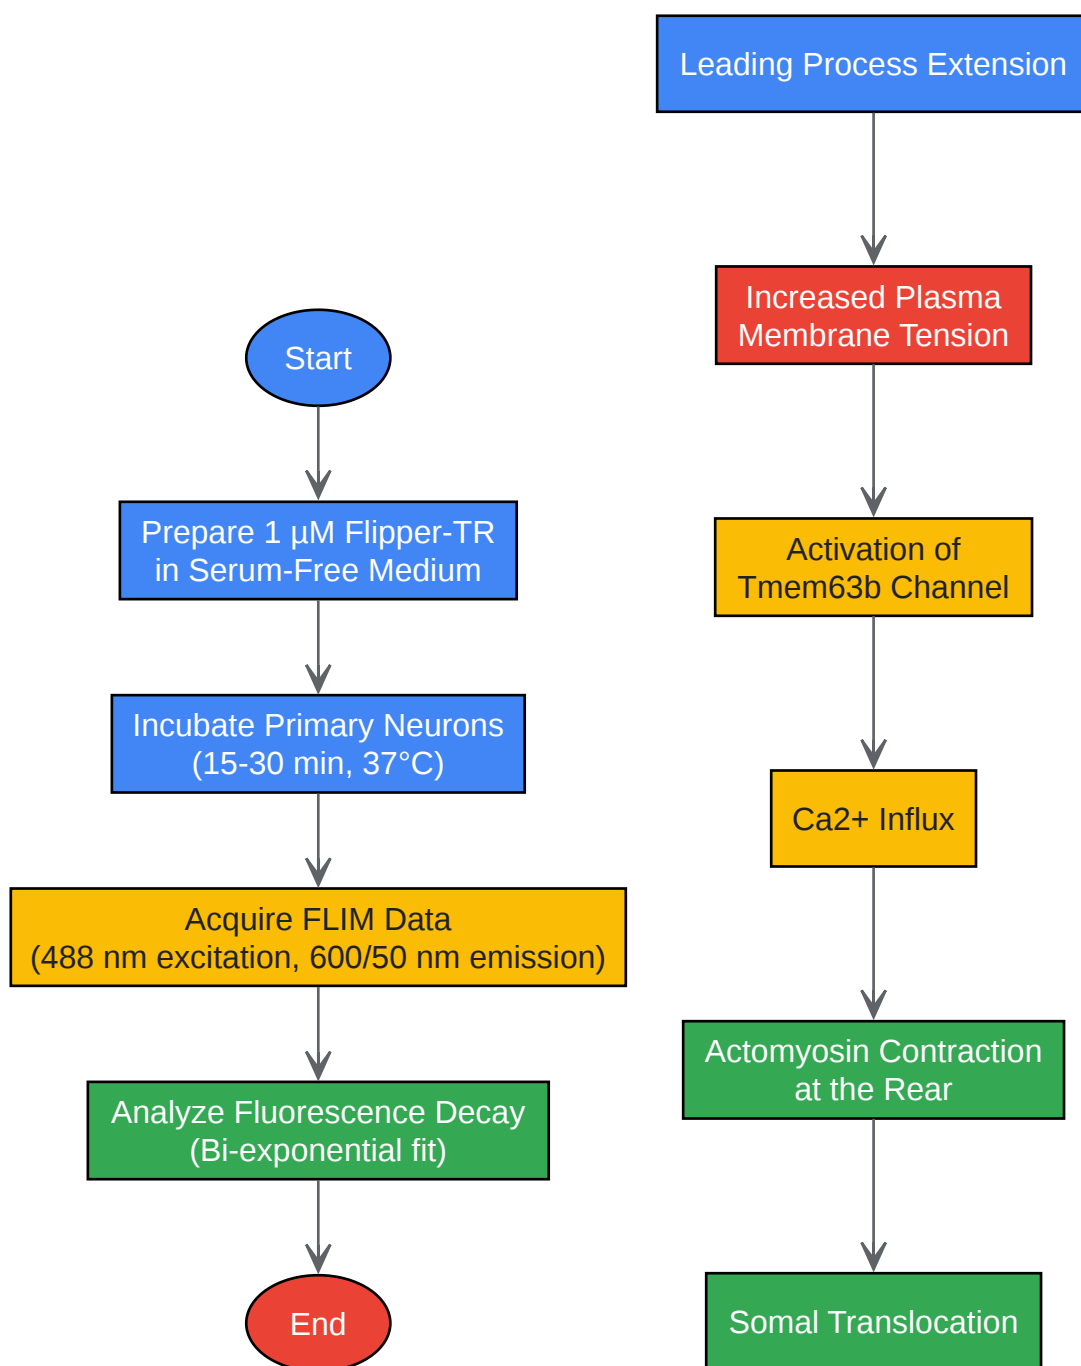 Start
Prepare 1 µM Flipper-TR
in Serum-Free Medium
Incubate Primary Neurons
(15-30 min, 37°C)
Acquire FLIM Data
(488 nm excitation, 600/50 nm emission)
Analyze Fluorescence Decay
(Bi-exponential fit)
End
Leading Process Extension
Increased Plasma
Membrane Tension
Activation of
Tmem63b Channel
Ca2+ Influx
Actomyosin Contraction
at the Rear
Somal Translocation